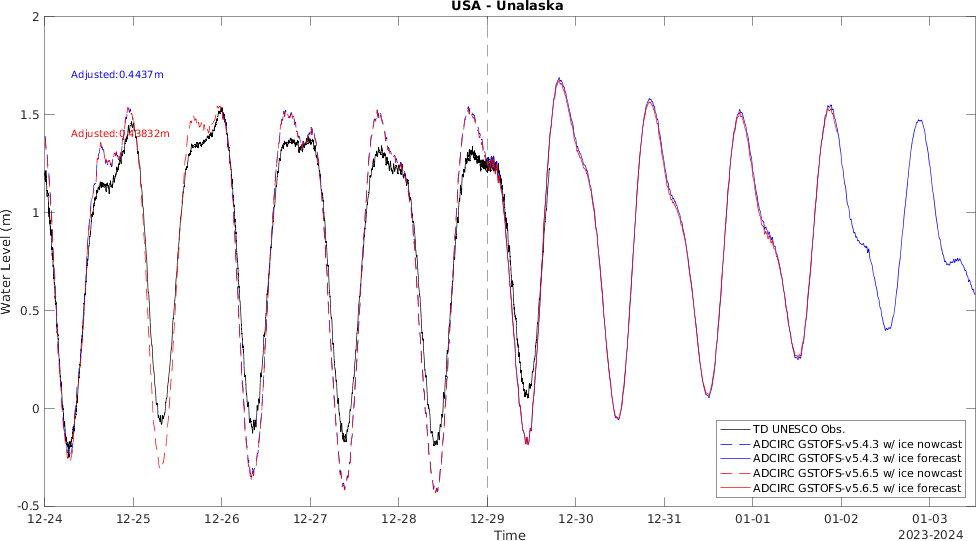 USA - Unalaska
2
1.5
1
0.5
0
-0.5
Water Level (m)
Adjusted:0.4437m
Adjusted:0.43832m
TD UNESCO Obs.
ADCIRC GSTOFS-v5.4.3 w/ ice nowcast
ADCIRC GSTOFS-v5.4.3 w/ ice forecast
ADCIRC GSTOFS-v5.6.5 w/ ice nowcast
ADCIRC GSTOFS-v5.6.5 w/ ice forecast
12-24 12-25 12-26 12-27 12-28 12-29 12-30 12-31 01-01 01-02 01-03
Time
2023-2024